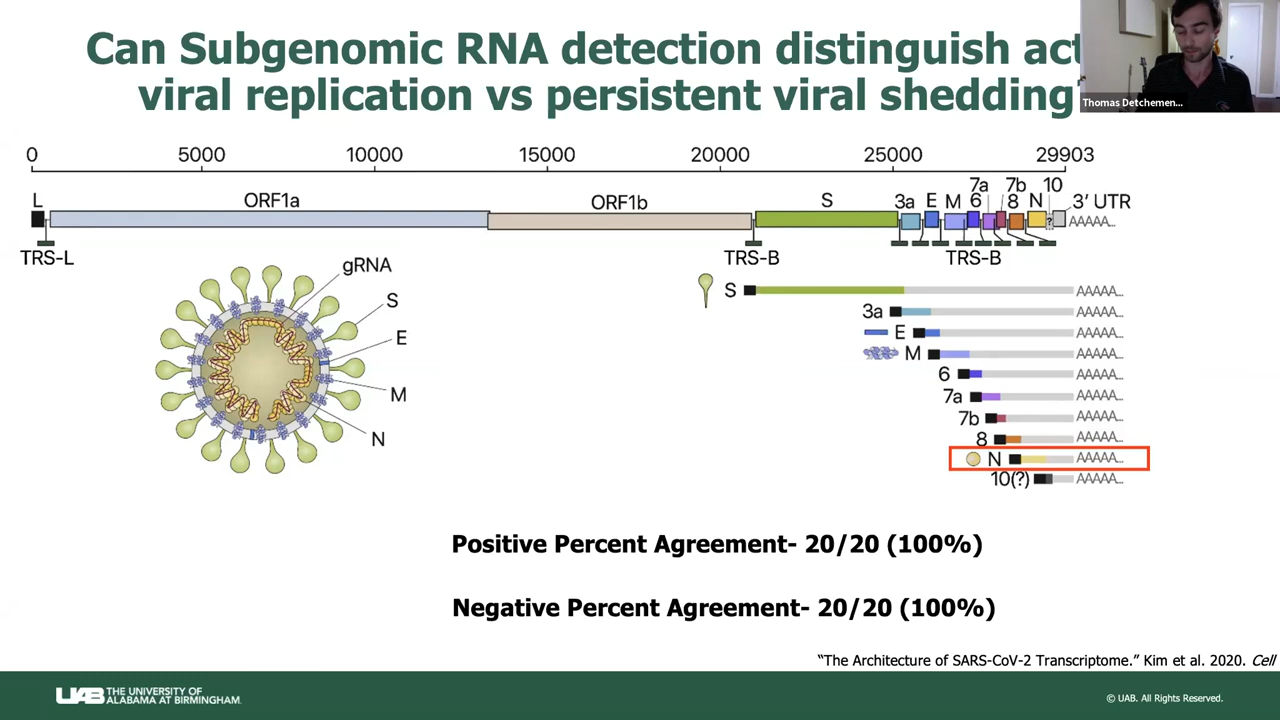 Can Subgenomic RNA detection distinguish act
viral replication vs persistent viral shedding
Thomas Detchemen...
0 5000 10000 15000 20000 25000 29903
7a 7b 10
L ORF1a ORF1b S 3a E M 6 8 N 3’ UTR
? AAAAA...
TRS-L TRS-B TRS-B
gRNA
S
E
M
N
S AAAAA...
3a AAAAA...
E AAAAA...
M AAAAA...
6 AAAAA...
7a AAAAA...
7b AAAAA...
8 AAAAA...
N AAAAA...
10(?) AAAAA...
Positive Percent Agreement- 20/20 (100%)
Negative Percent Agreement- 20/20 (100%)
“The Architecture of SARS-CoV-2 Transcriptome.” Kim et al. 2020. Cell
UAB THE UNIVERSITY OF
ALABAMA AT BIRMINGHAM.
© UAB. All Rights Reserved.